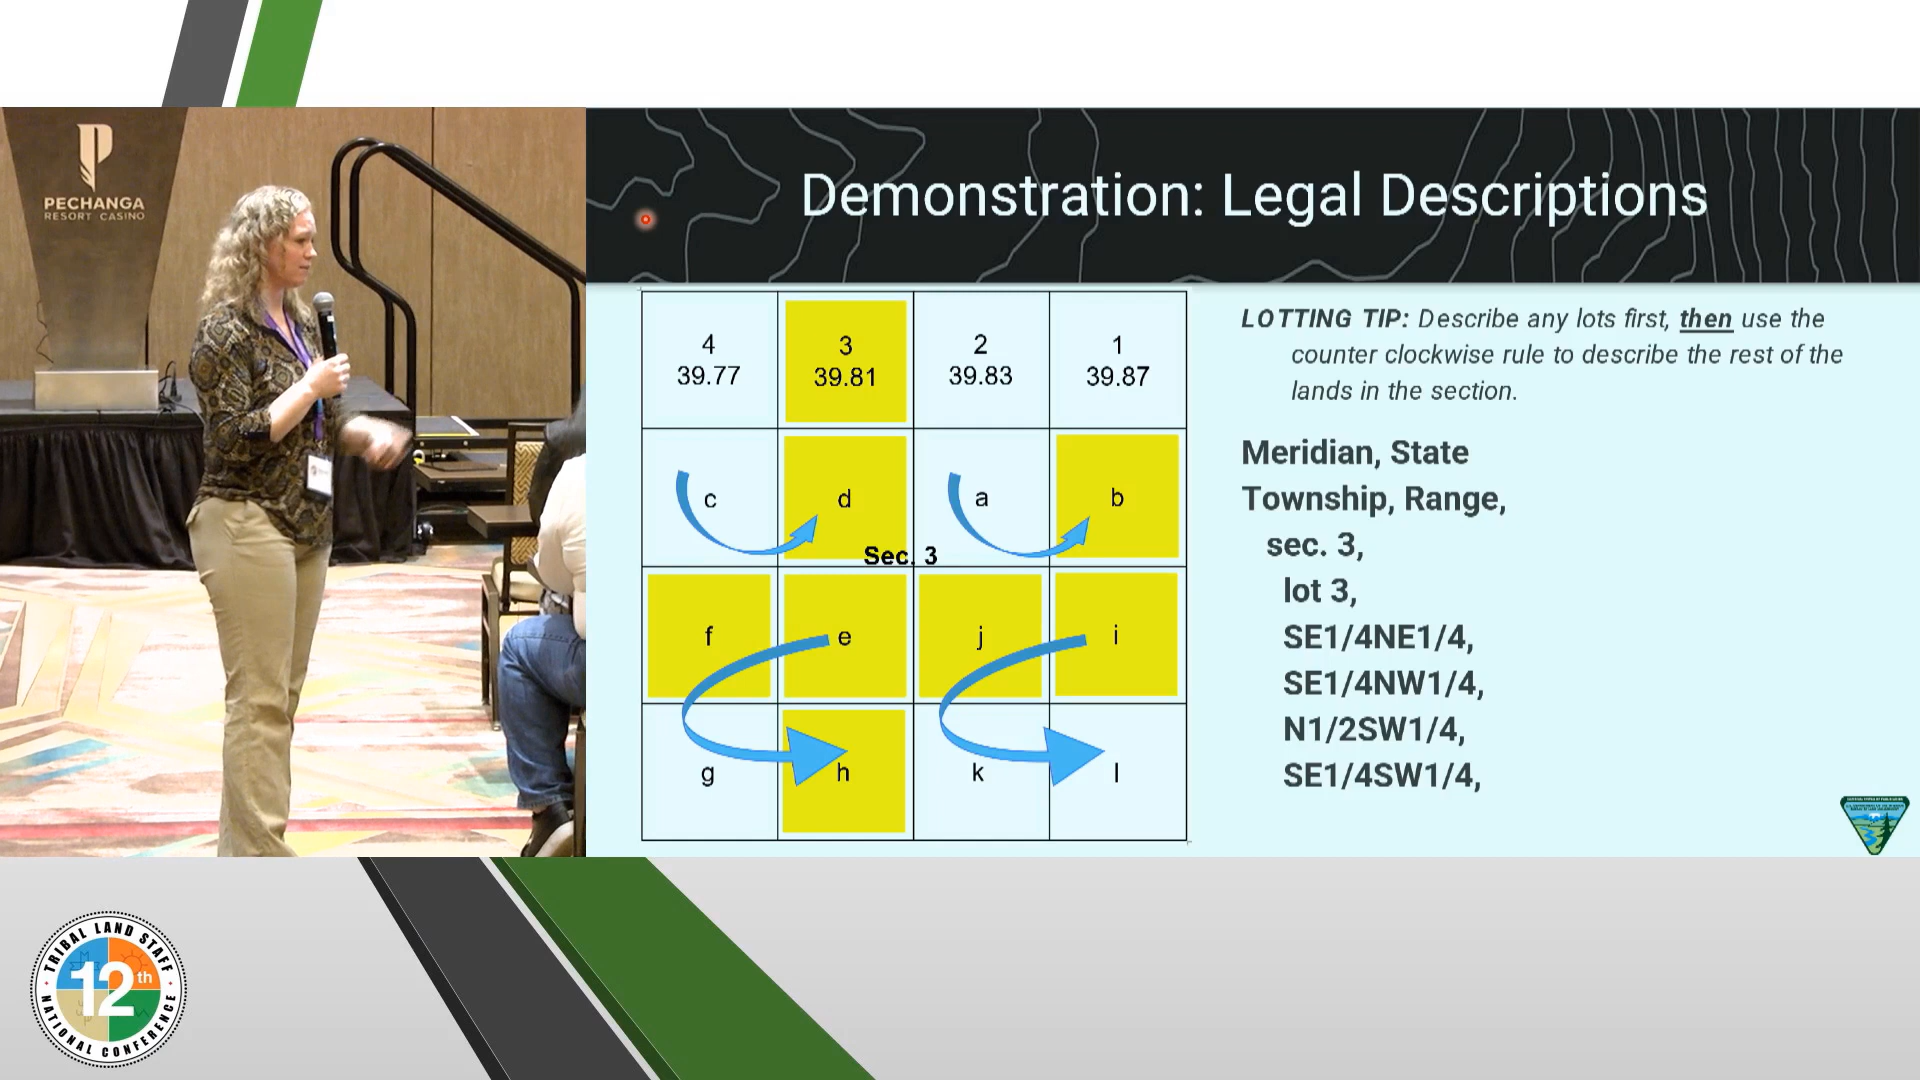 PECHANGA
RESORT CASINO
Demonstration: Legal Descriptions
4
39.77
3
39.81
2
39.83
1
39.87
c
d
a
b
Sec. 3
f
e
j
i
g
h
k
l
LOTTING TIP: Describe any lots first, then use the
counter clockwise rule to describe the rest of the
lands in the section.
Meridian, State
Township, Range,
sec. 3,
lot 3,
SE1/4NE1/4,
SE1/4NW1/4,
N1/2SW1/4,
SE1/4SW1/4,
TRIBAL LAND STAFF
12th
NATIONAL CONFERENCE